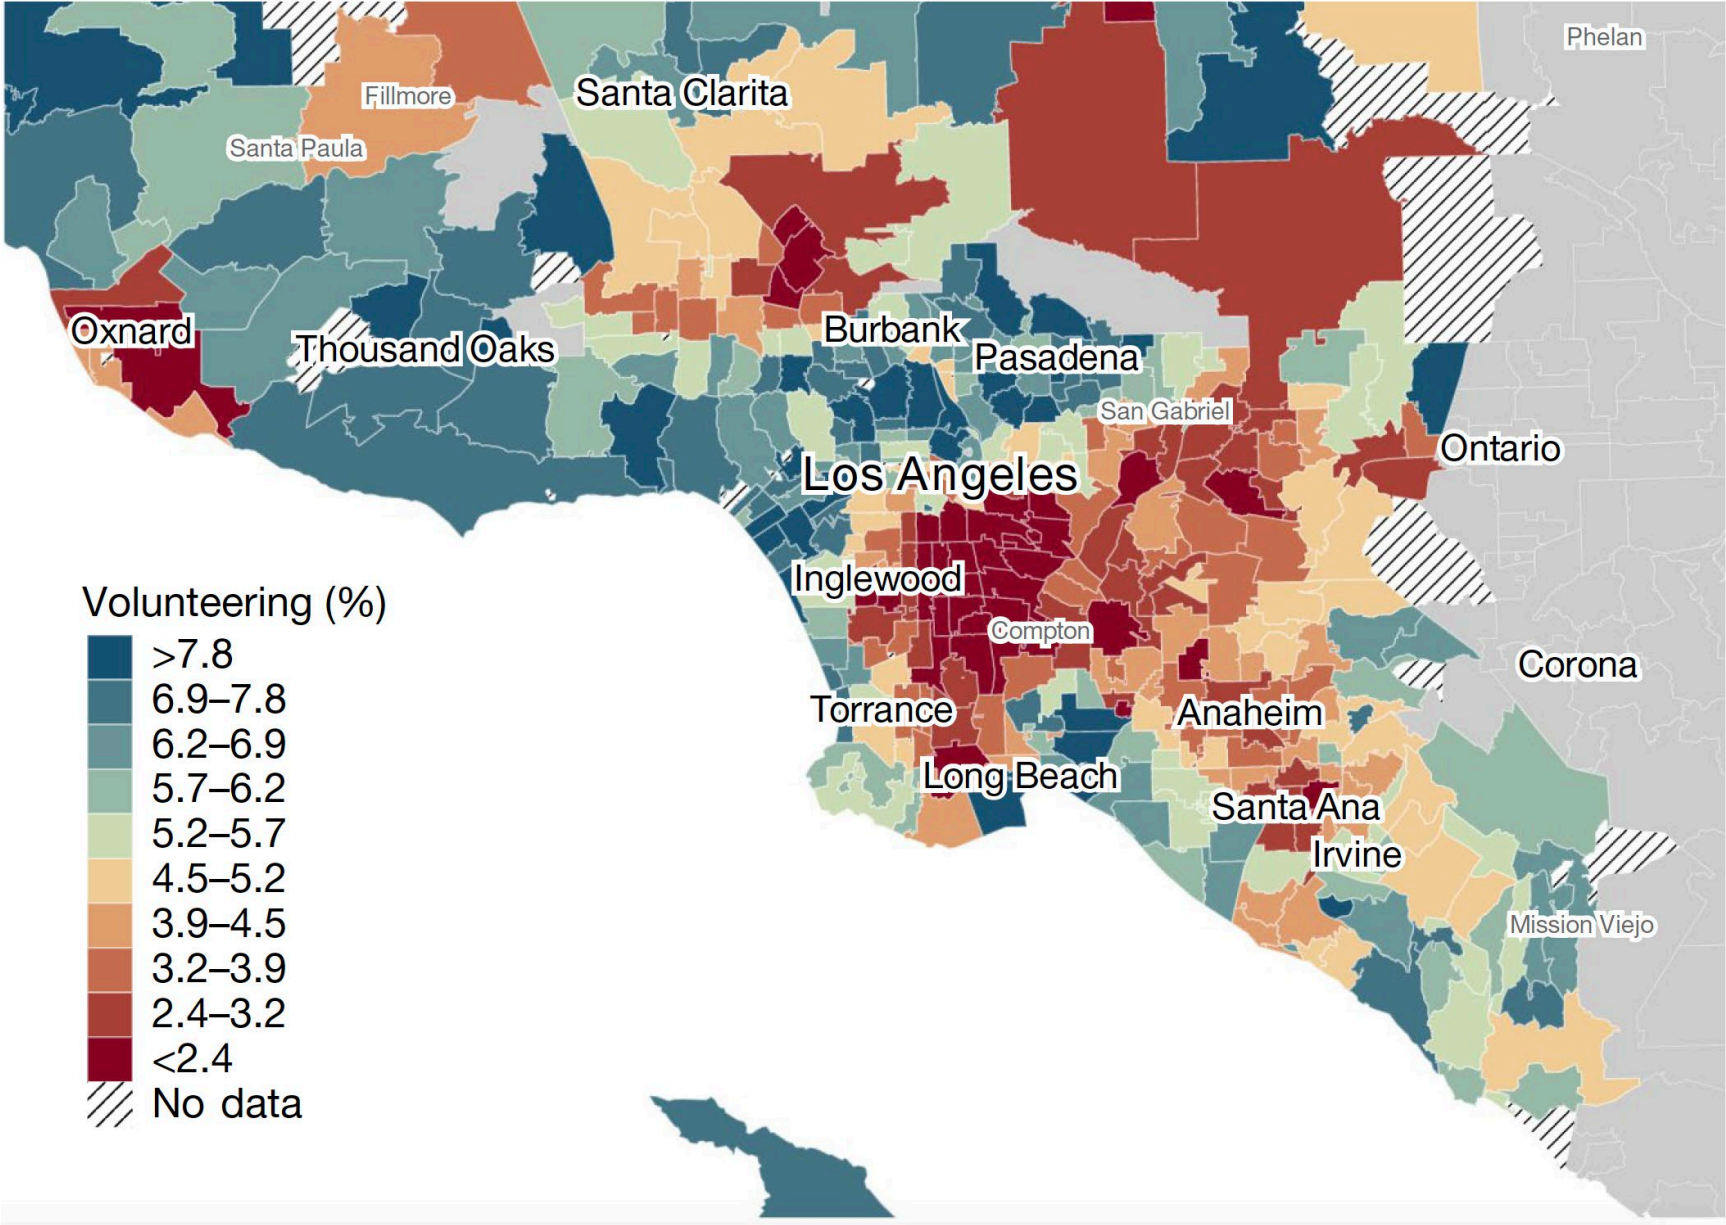 Phelan
Santa Clarita
Fillmore
Santa Paula
Oxnard
Thousand Oaks
Burbank
Pasadena
San Gabriel
Ontario
Los Angeles
Inglewood
Compton
Corona
Torrance
Anaheim
Long Beach
Santa Ana
Irvine
Mission Viejo
Volunteering (%)
>7.8
6.9–7.8
6.2–6.9
5.7–6.2
5.2–5.7
4.5–5.2
3.9–4.5
3.2–3.9
2.4–3.2
<2.4
No data